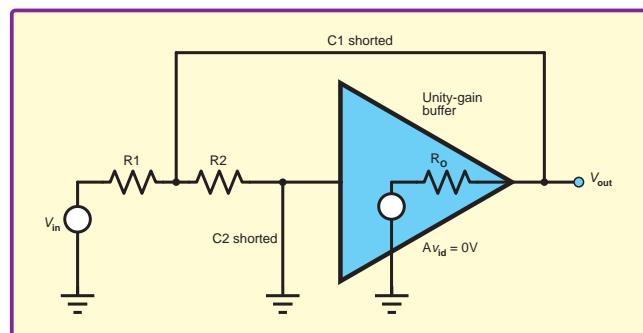 C1 shorted
Unity-gain
buffer
R1
R2
Ro
Vout
Vin
C2 shorted
Avid = 0V